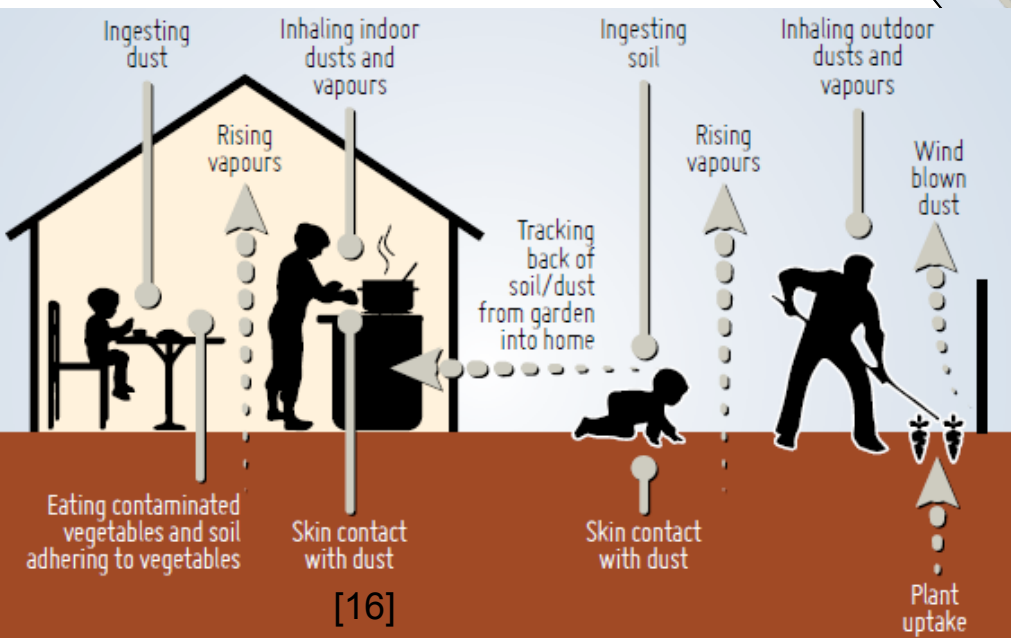 Ingesting
dust
Inhaling indoor
dusts and
vapours
Ingesting
soil
Inhaling outdoor
dusts and
vapours
Rising
vapours
Rising
vapours
Wind
blown
dust
Tracking
back of
soil/dust
from garden
into home
Eating contaminated
vegetables and soil
adhering to vegetables
Skin contact
with dust
Skin contact
with dust
Plant
uptake
[16]